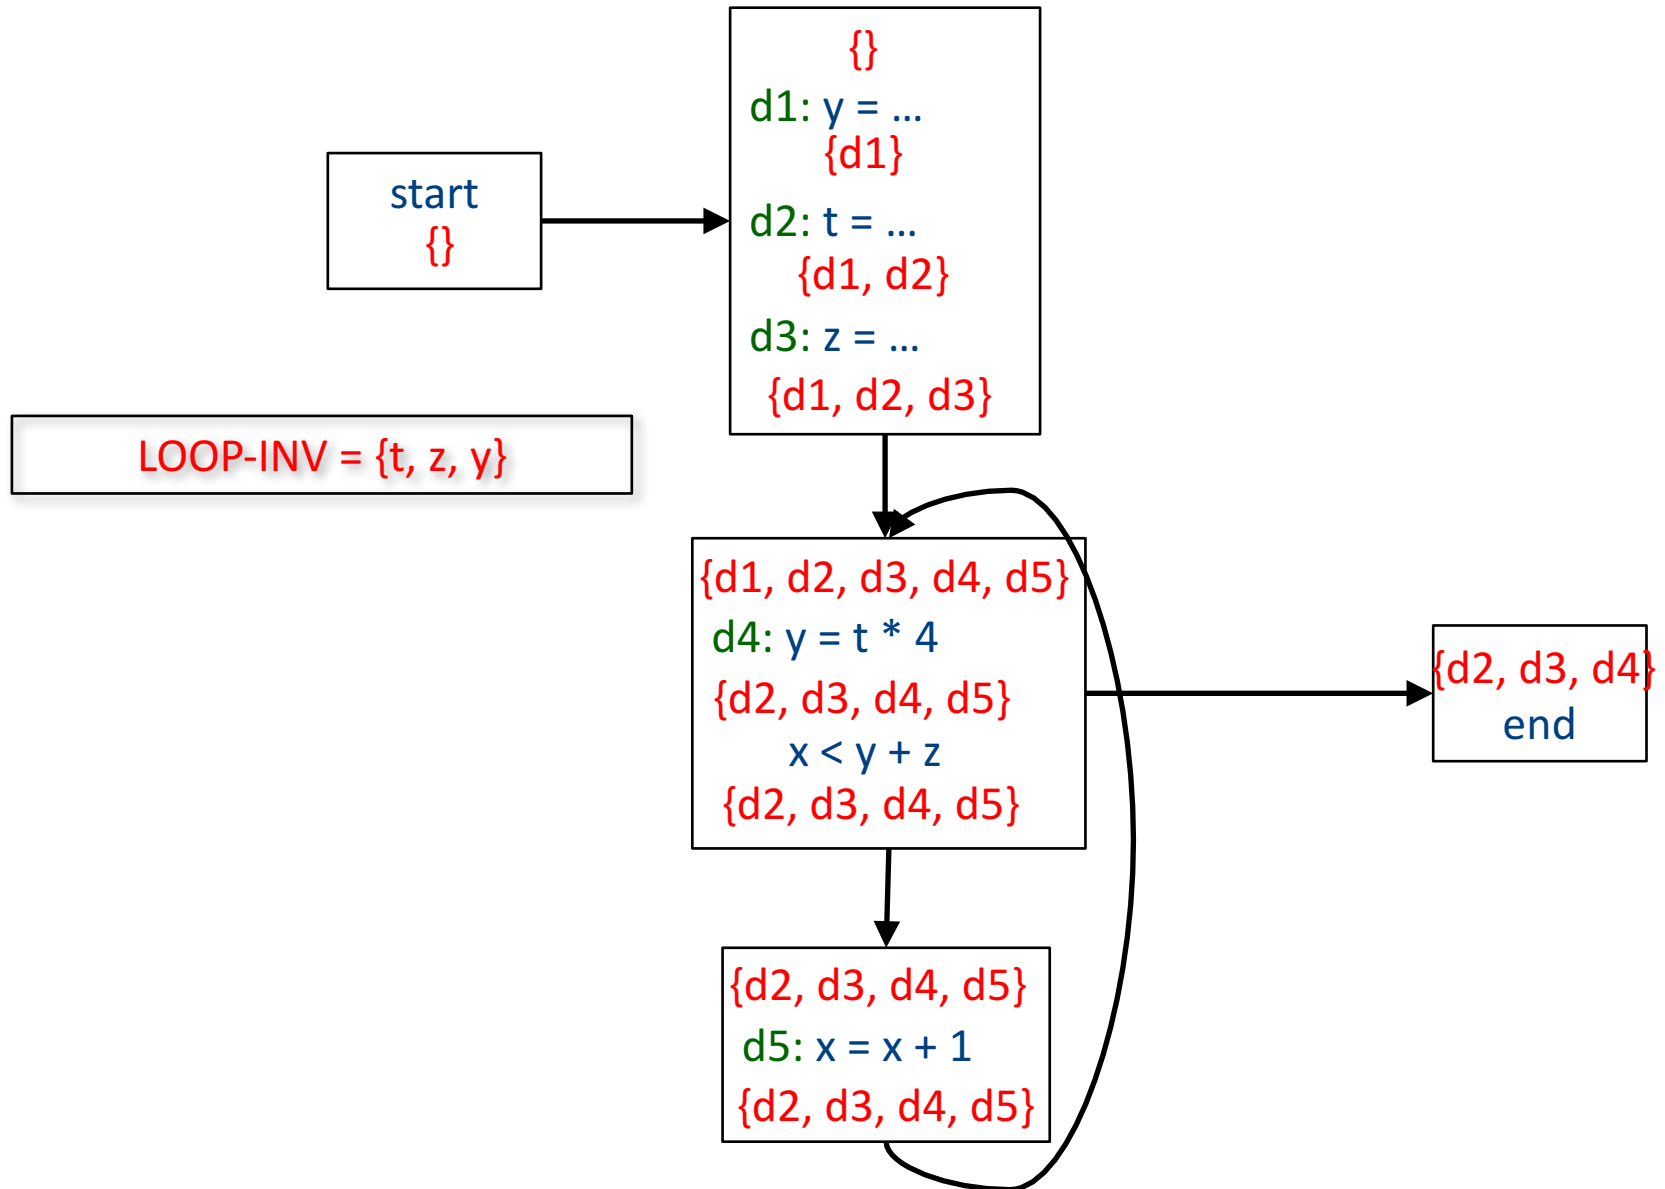 {}
d1: y = ...
{d1}
start
{}
d2: t = ...
{d1, d2}
d3: z = ...
{d1, d2, d3}
LOOP-INV = {t, z, y}
{d1, d2, d3, d4, d5}
d4: y = t * 4
{d2, d3, d4, d5}
x < y + z
{d2, d3, d4, d5}
{d2, d3, d4}
end
{d2, d3, d4, d5}
d5: x = x + 1
{d2, d3, d4, d5}